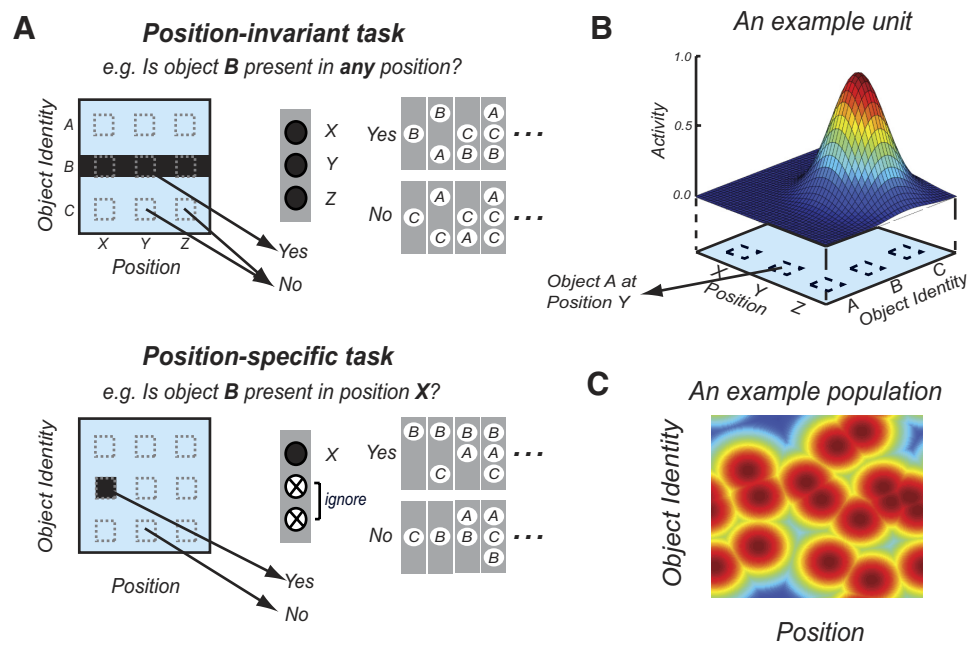 A
Position-invariant task
e.g. Is object B present in any position?
Object Identity
A
B
C
X Y Z
Position
Yes
No
X
Y
Z
Yes
B
B A
C B
A C B
...
No
C
A C
C A
A C C
...
Position-specific task
e.g. Is object B present in position X?
Object Identity
Position
Yes
No
X
ignore
Yes
B
B C
B A
B A C
...
No
C
B
A B
A C B
...
B
An example unit
Activity
1.0
0.5
0.0
X
Y
Z
Position
A
B
C
Object Identity
Object A at
Position Y
C
An example population
Object Identity
Position